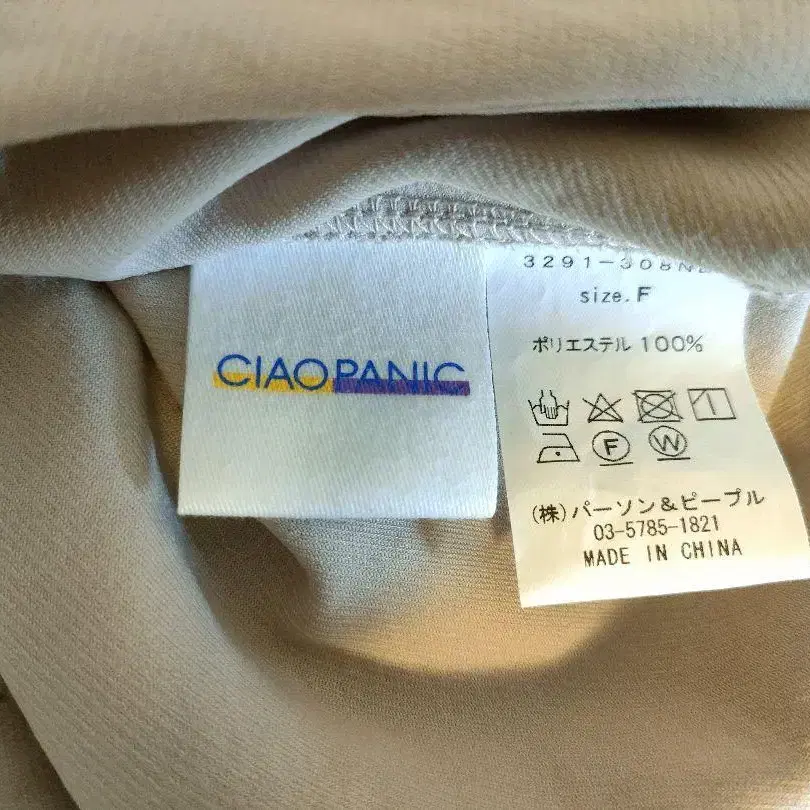 CIAOPANIC
size. F
ポリエステル 100%
F W
(株)パーソン&ピープル
03-5785-1821
MADE IN CHINA